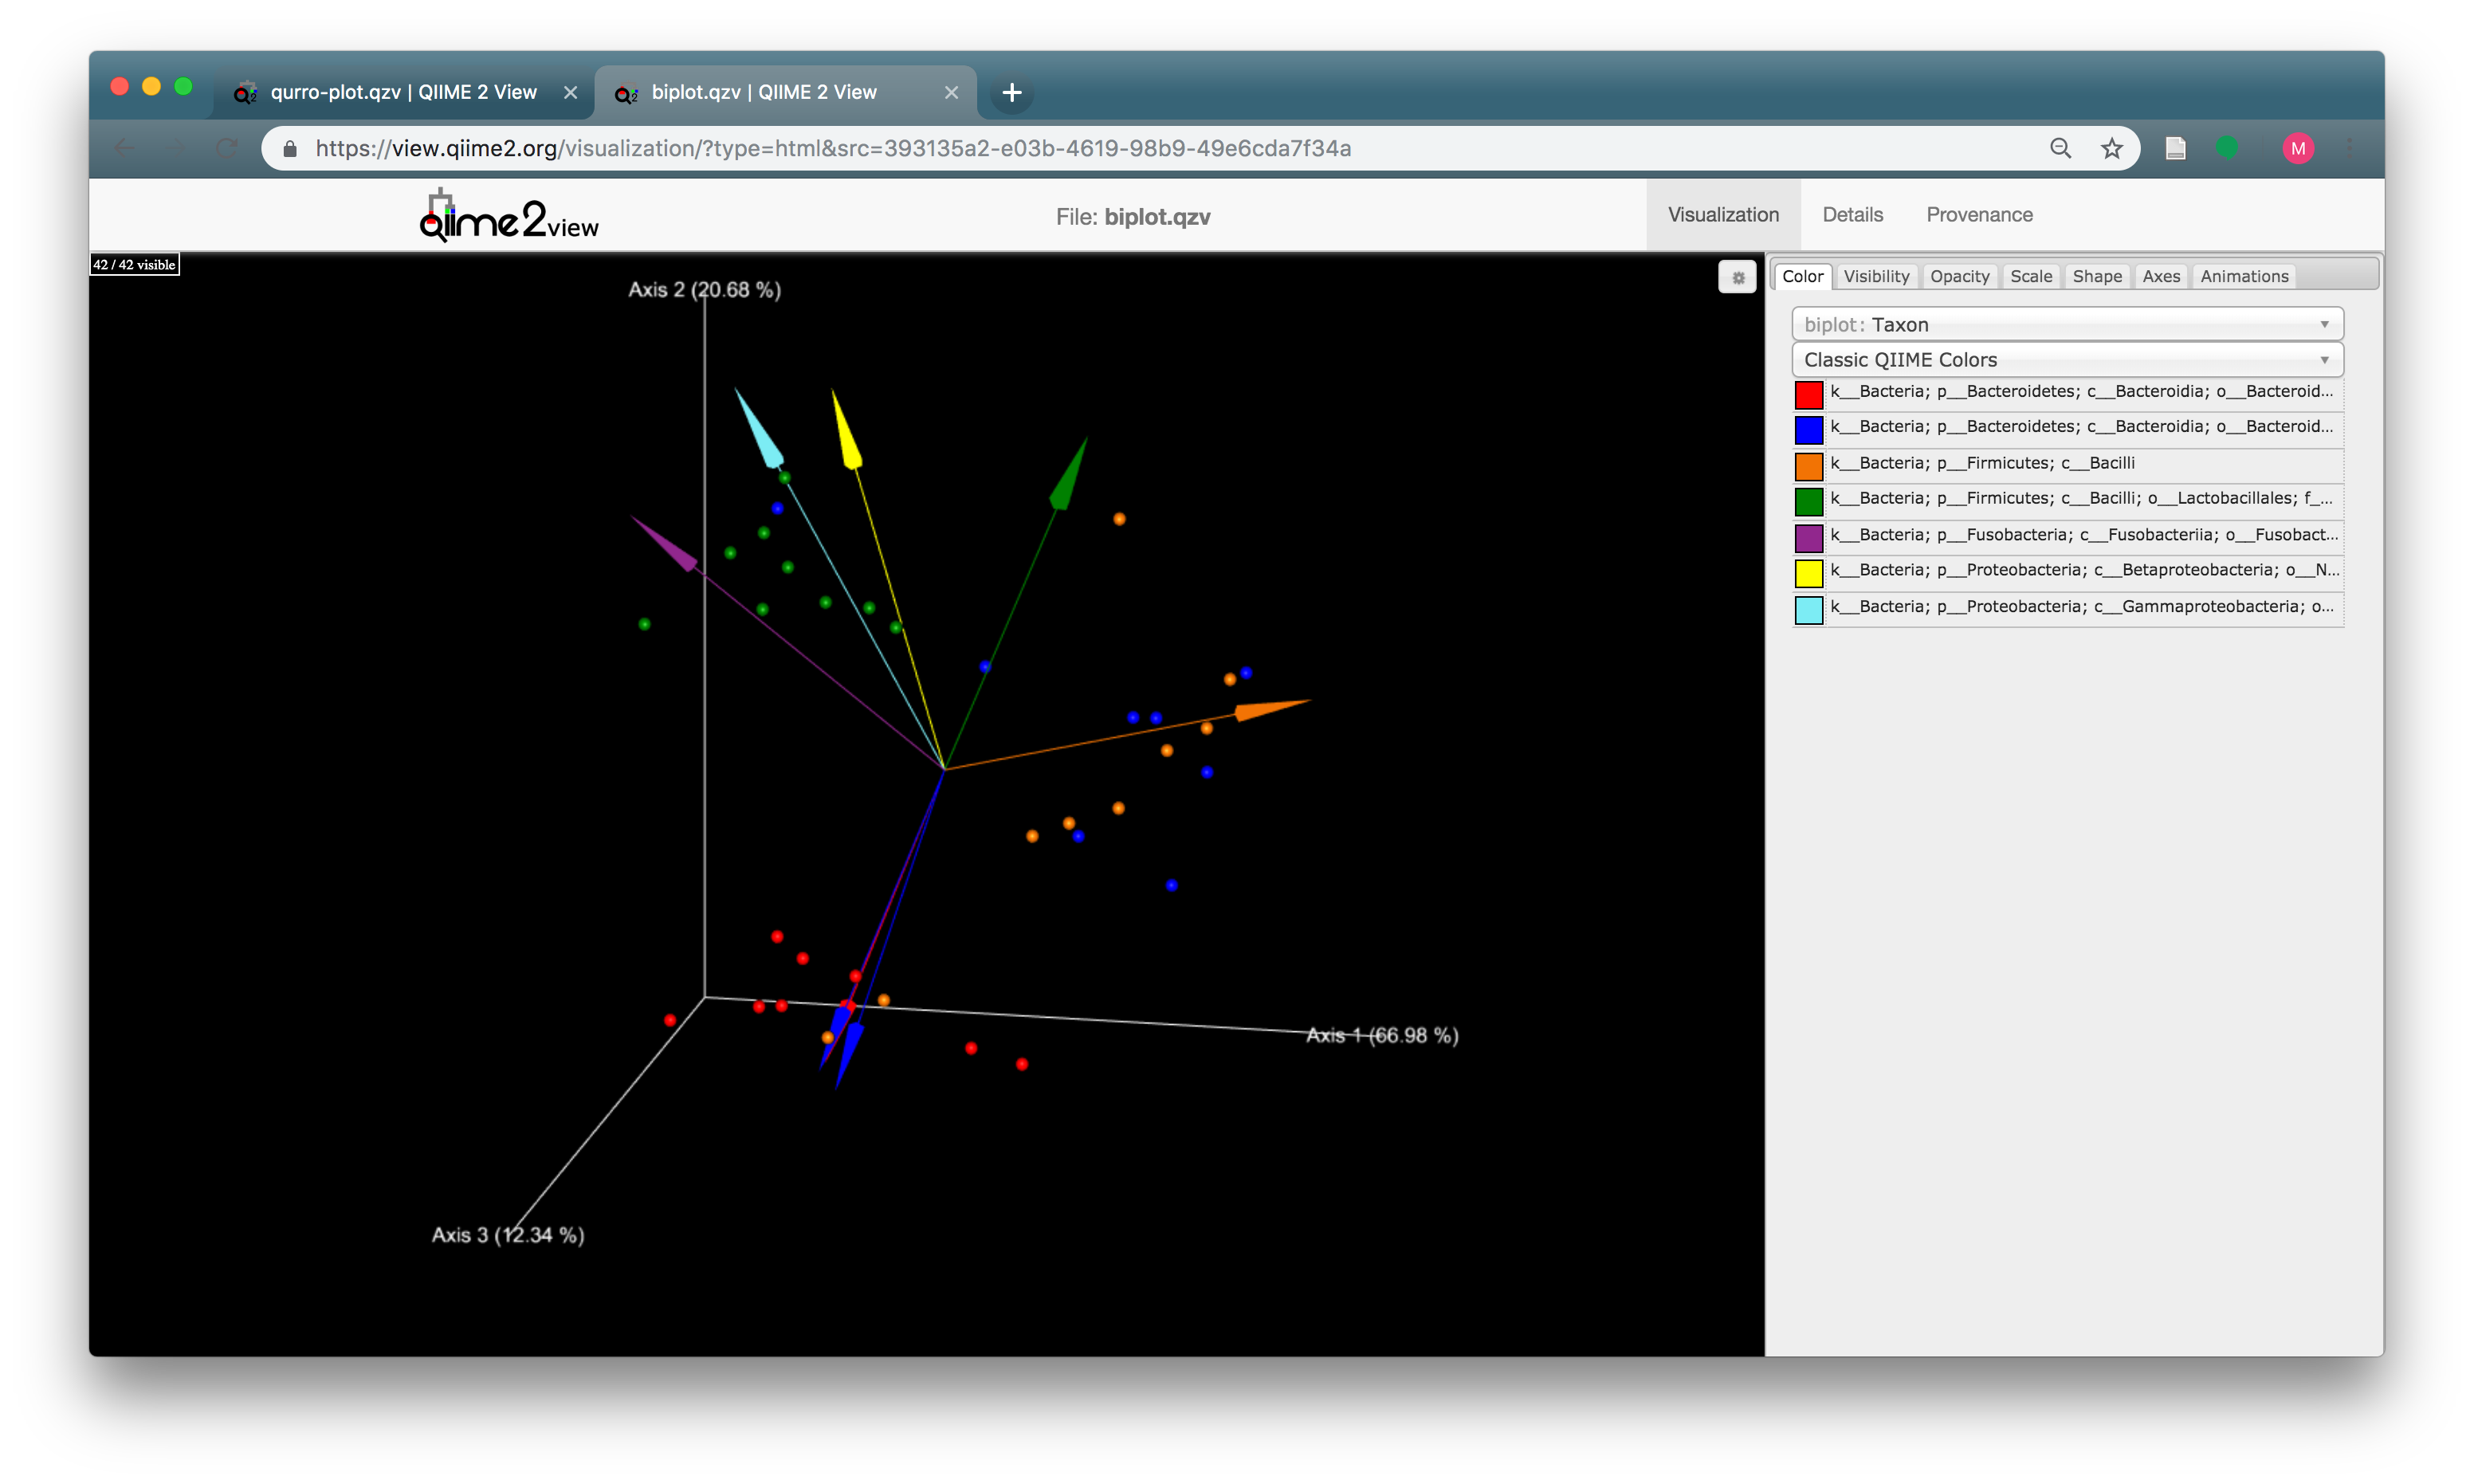 qurro-plot.qzv | QIIME 2 View
biplot.qzv | QIIME 2 View
https://view.qiime2.org/visualization/?type=html&src=393135a2-e03b-4619-98b9-49e6cda7f34a
M
qiime2view
File: biplot.qzv
Visualization Details Provenance
42 / 42 visible
Color Visibility Opacity Scale Shape Axes Animations
biplot: Taxon
Classic QIIME Colors
k__Bacteria; p__Bacteroidetes; c__Bacteroidia; o__Bacteroid...
k__Bacteria; p__Bacteroidetes; c__Bacteroidia; o__Bacteroid...
k__Bacteria; p__Firmicutes; c__Bacilli
k__Bacteria; p__Firmicutes; c__Bacilli; o__Lactobacillales; f_...
k__Bacteria; p__Fusobacteria; c__Fusobacteriia; o__Fusobact...
k__Bacteria; p__Proteobacteria; c__Betaproteobacteria; o__N...
k__Bacteria; p__Proteobacteria; c__Gammaproteobacteria; o...
Axis 2 (20.68 %)
Axis 1 (66.98 %)
Axis 3 (12.34 %)